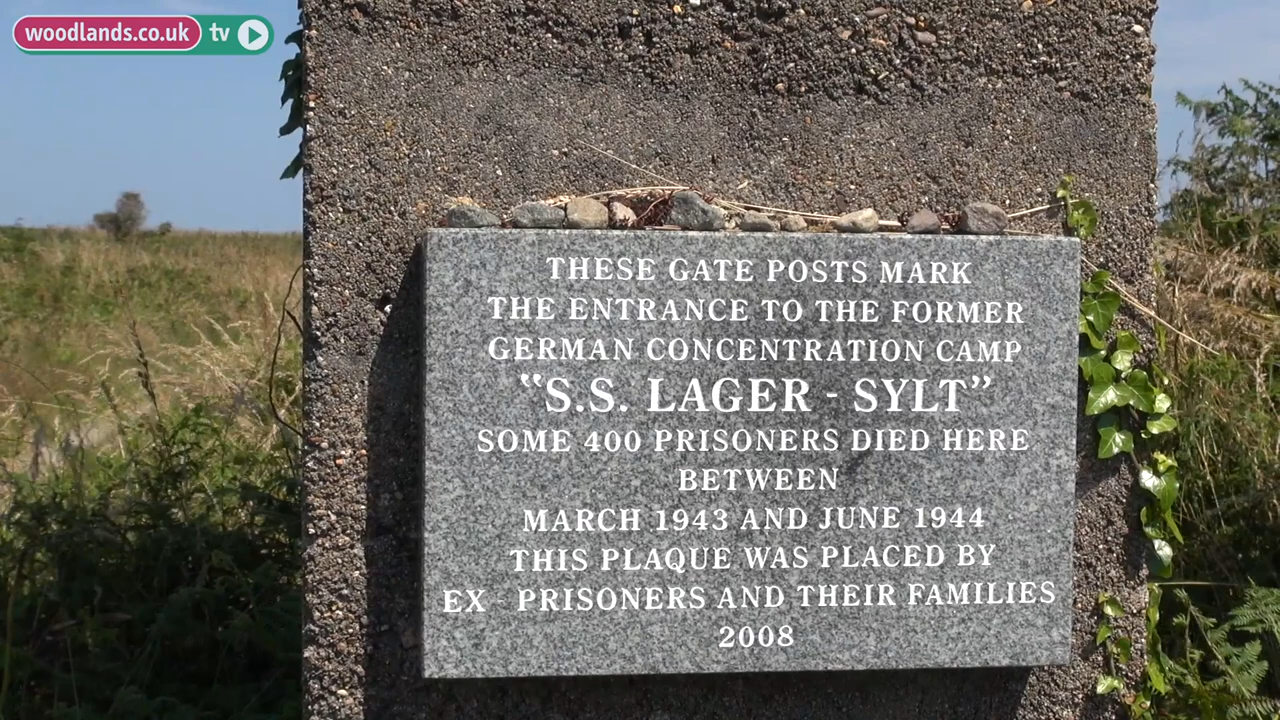 woodlands.co.uk tv
THESE GATE POSTS MARK
THE ENTRANCE TO THE FORMER
GERMAN CONCENTRATION CAMP
"S.S. LAGER - SYLT"
SOME 400 PRISONERS DIED HERE
BETWEEN
MARCH 1943 AND JUNE 1944
THIS PLAQUE WAS PLACED BY
EX - PRISONERS AND THEIR FAMILIES
2008